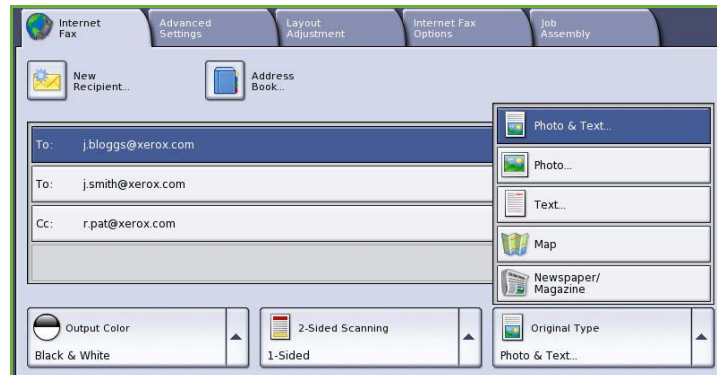 Internet
Fax
Advanced
Settings
Layout
Adjustment
Internet Fax
Options
Job
Assembly
New
Recipient...
Address
Book...
To: j.bloggs@xerox.com
To: j.smith@xerox.com
Cc: r.pat@xerox.com
Photo & Text...
Photo...
Text...
Map
Newspaper/
Magazine
Output Color
Black & White
2-Sided Scanning
1-Sided
Original Type
Photo & Text...